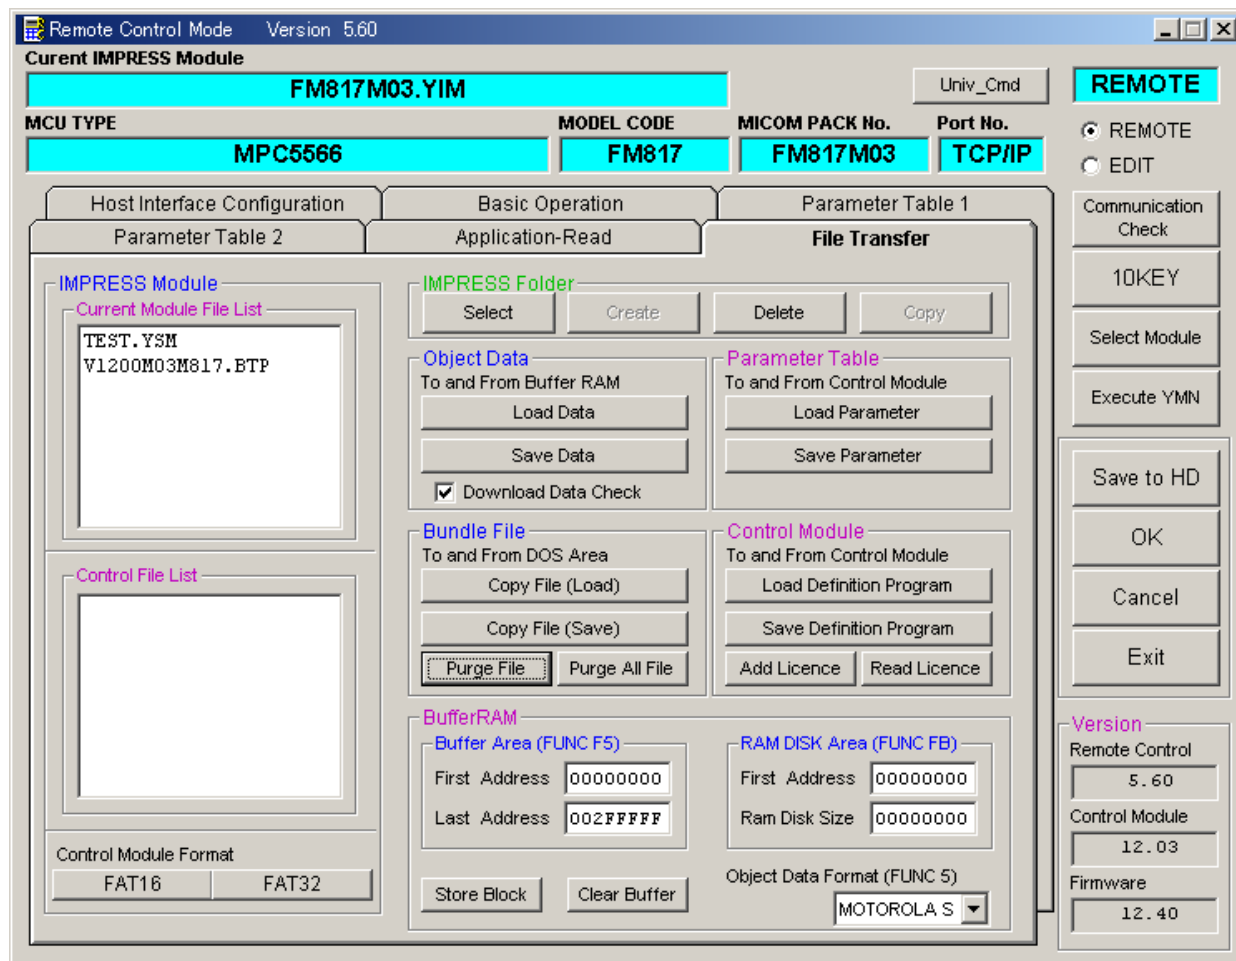 Remote Control Mode Version 5.60
Curent IMPRESS Module
FM817M03.YIM
Univ_Cmd
REMOTE
MCU TYPE
MODEL CODE
MICOM PACK No.
Port No.
MPC5566
FM817
FM817M03
TCP/IP
REMOTE
EDIT
Host Interface Configuration
Basic Operation
Parameter Table 1
Parameter Table 2
Application-Read
File Transfer
Communication
Check
10KEY
Select Module
Execute YMN
Save to HD
OK
Cancel
Exit
IMPRESS Module
Current Module File List
TEST.YSM
V1200M03M817.BTP
Control File List
Control Module Format
FAT16
FAT32
IMPRESS Folder
Select
Create
Delete
Copy
Object Data
To and From Buffer RAM
Load Data
Save Data
Download Data Check
Parameter Table
To and From Control Module
Load Parameter
Save Parameter
Bundle File
To and From DOS Area
Copy File (Load)
Copy File (Save)
Purge File
Purge All File
Control Module
To and From Control Module
Load Definition Program
Save Definition Program
Add Licence
Read Licence
BufferRAM
Buffer Area (FUNC F5)
First Address 00000000
Last Address 002FFFFF
RAM DISK Area (FUNC FB)
First Address 00000000
Ram Disk Size 00000000
Store Block
Clear Buffer
Object Data Format (FUNC 5)
MOTOROLA S
Version
Remote Control
5.60
Control Module
12.03
Firmware
12.40